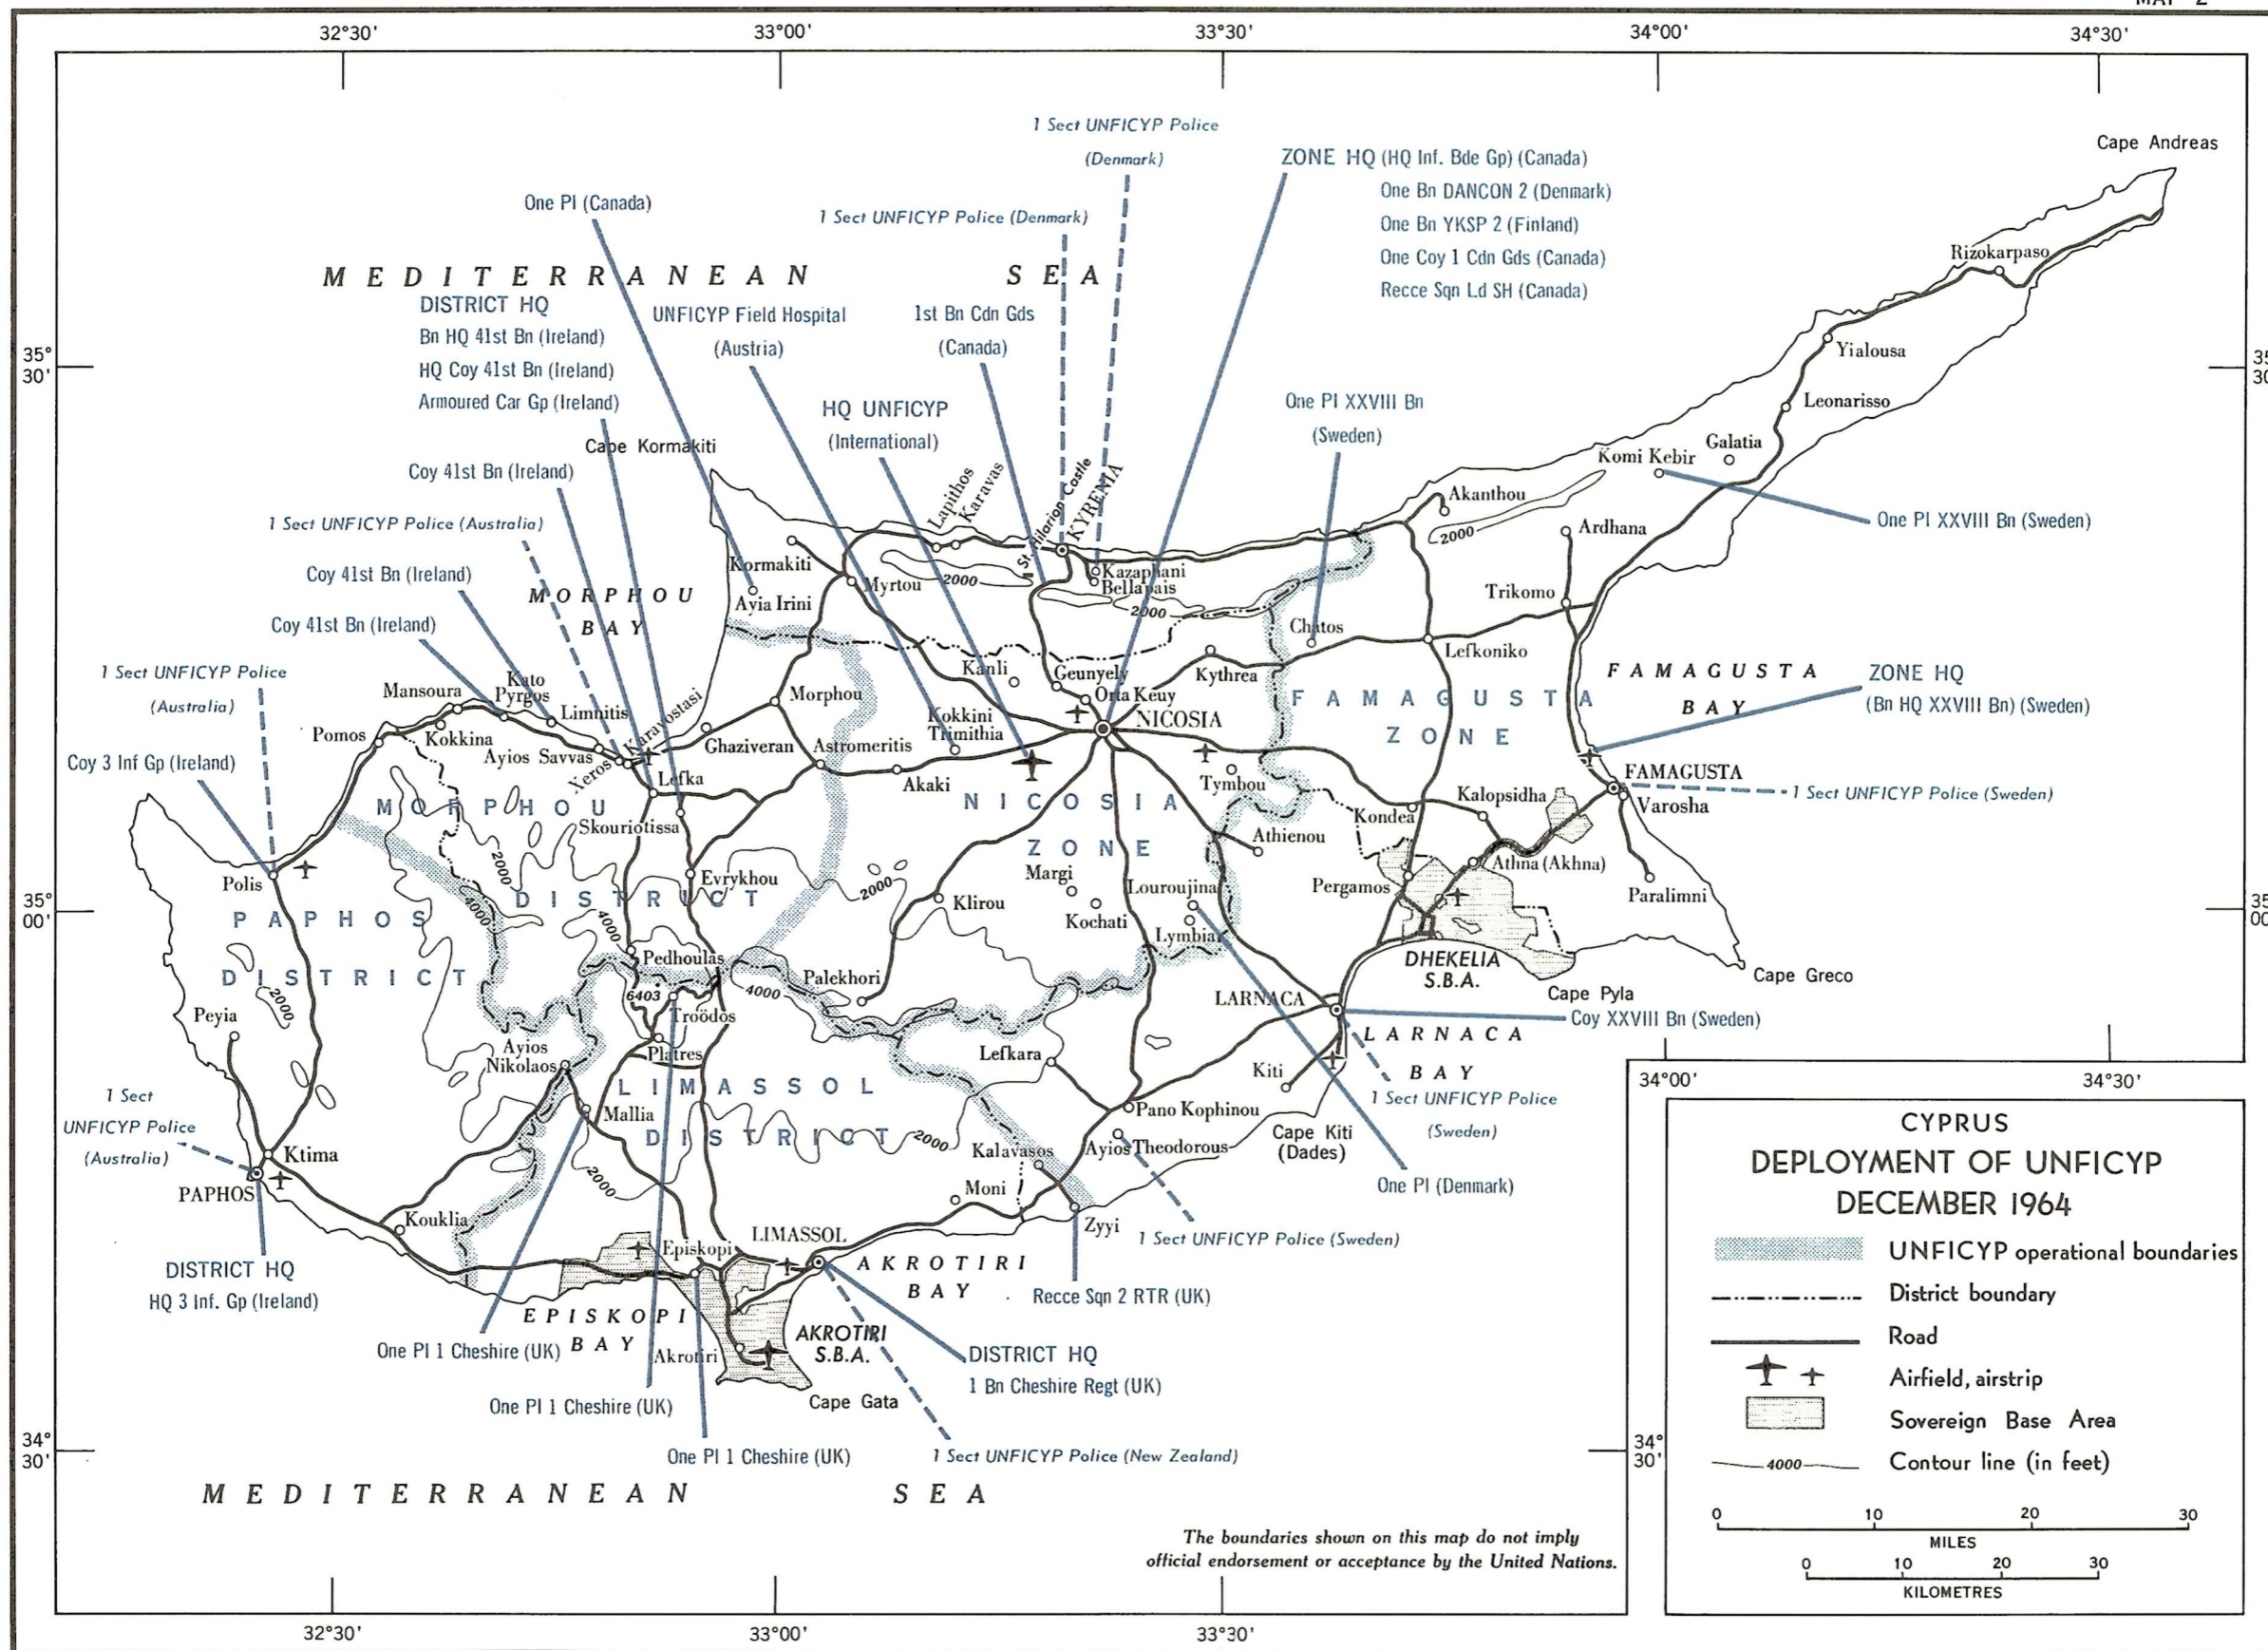 MAP 2
32°30'
33°00'
33°30'
34°00'
34°30'
Cape Andreas
1 Sect UNFICYP Police
(Denmark)
ZONE HQ (HQ Inf. Bde Gp) (Canada)
One Bn DANCON 2 (Denmark)
One Bn YKSP 2 (Finland)
One Coy 1 Cdn Gds (Canada)
Recce Sqn Ld SH (Canada)
One Pl (Canada)
1 Sect UNFICYP Police (Denmark)
MEDITERRANEAN SEA
DISTRICT HQ
Bn HQ 41st Bn (Ireland)
HQ Coy 41st Bn (Ireland)
Armoured Car Gp (Ireland)
UNFICYP Field Hospital
(Austria)
1st Bn Cdn Gds
(Canada)
HQ UNFICYP
(International)
One Pl XXVIII Bn
(Sweden)
Rizokarpaso
Yialousa
Leonarisso
Galatia
Komi Kebir
35°
30'
35
30
Cape Kormakiti
Coy 41st Bn (Ireland)
1 Sect UNFICYP Police (Australia)
Coy 41st Bn (Ireland)
Coy 41st Bn (Ireland)
1 Sect UNFICYP Police
(Australia)
Coy 3 Inf Gp (Ireland)
MORPHOU
BAY
Lapithos
Karavas
St. Hilarion Castle
KYRENIA
Akanthou
2000
Ardhana
One Pl XXVIII Bn (Sweden)
Kormakiti
Myrtou
2000
Kazaphani
Bellapais
2000
Ayia Irini
Trikomo
Chatos
Lefkoniko
Kythrea
Kanli
Geunyely
Orta Keuy
NICOSIA
Kokkini
Trimithia
FAMAGUSTA
ZONE
FAMAGUSTA
BAY
ZONE HQ
(Bn HQ XXVIII Bn) (Sweden)
Mansoura
Kato
Pyrgos
Limnitis
Pomos
Kokkina
Ayios Savvas
Xeros
Karavostasi
Ghaziveran
Morphou
Astromeritis
Akaki
Lefka
Tymbou
FAMAGUSTA
Varosha
1 Sect UNFICYP Police (Sweden)
Kalopsidha
Kondea
MORPHOU
DISTRICT
Skouriotissa
NICOSIA
ZONE
Athienou
Athna (Akhna)
Pergamos
Paralimni
Polis
2000
4000
4000
Evrykhou
2000
Margi
Klirou
Kochati
Louroujina
Lymbia
35°
00'
35
00
PAPHOS
DISTRICT
2000
Pedhoulas
6403
Troödos
4000
Palekhori
DHEKELIA
S.B.A.
Cape Pyla
Cape Greco
LARNACA
Coy XXVIII Bn (Sweden)
LARNACA
BAY
Peyia
Ayios
Nikolaos
Platres
Lefkara
Kiti
LIMASSOL
DISTRICT
2000
Mallia
2000
Pano Kophinou
Ayios Theodorous
Cape Kiti
(Dades)
1 Sect UNFICYP Police
(Sweden)
One Pl (Denmark)
1 Sect
UNFICYP Police
(Australia)
Ktima
PAPHOS
Kalavasos
Moni
Zyyi
1 Sect UNFICYP Police (Sweden)
Kouklia
DISTRICT HQ
HQ 3 Inf. Gp (Ireland)
Episkopi
LIMASSOL
AKROTIRI
BAY
Recce Sqn 2 RTR (UK)
EPISKOPI
BAY
Akrotiri
AKROTIRI
S.B.A.
Cape Gata
One Pl 1 Cheshire (UK)
One Pl 1 Cheshire (UK)
One Pl 1 Cheshire (UK)
DISTRICT HQ
1 Bn Cheshire Regt (UK)
1 Sect UNFICYP Police (New Zealand)
34°
30'
34°
30'
MEDITERRANEAN SEA
The boundaries shown on this map do not imply
official endorsement or acceptance by the United Nations.
32°30'
33°00'
33°30'
34°00'
34°30'
CYPRUS
DEPLOYMENT OF UNFICYP
DECEMBER 1964
UNFICYP operational boundaries
District boundary
Road
Airfield, airstrip
Sovereign Base Area
4000
Contour line (in feet)
0 10 20 30
MILES
0 10 20 30
KILOMETRES